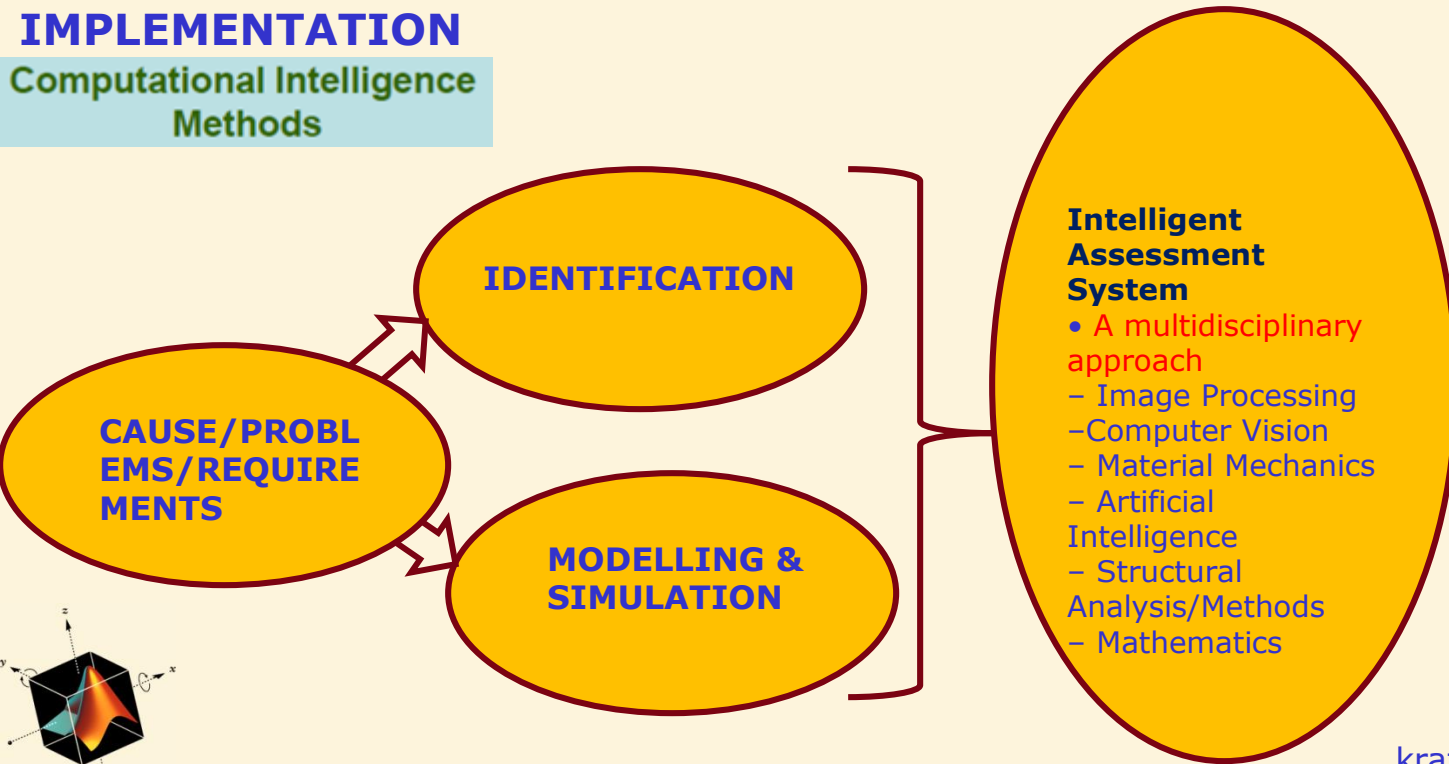 IMPLEMENTATION
Computational Intelligence
Methods
IDENTIFICATION
CAUSE/PROBL
EMS/REQUIRE
MENTS
MODELLING &
SIMULATION
Intelligent
Assessment
System
• A multidisciplinary
approach
– Image Processing
–Computer Vision
– Material Mechanics
– Artificial
Intelligence
– Structural
Analysis/Methods
– Mathematics
z
y
x